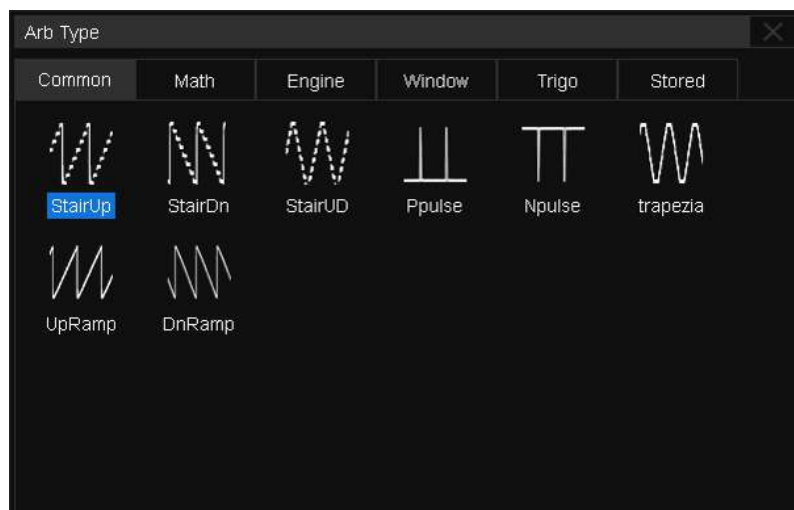 Arb Type
Common Math Engine Window Trigo Stored
StairUp StairDn StairUD Ppulse Npulse trapezia
UpRamp DnRamp